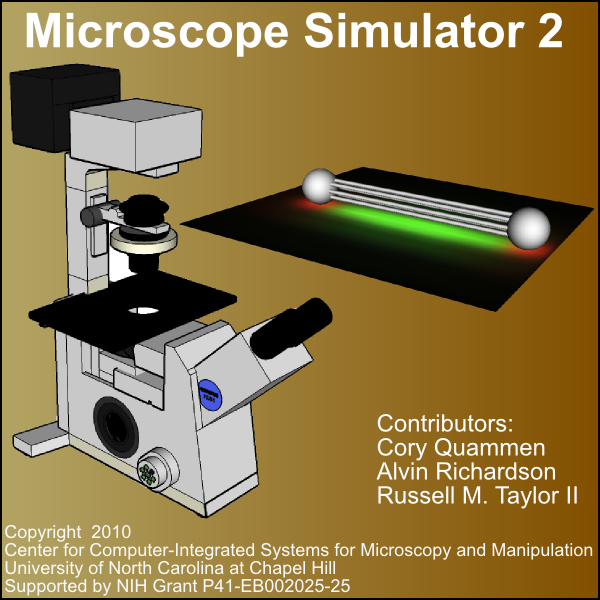 Microscope Simulator 2
Contributors:
Cory Quammen
Alvin Richardson
Russell M. Taylor II
Copyright  2010
Center for Computer-Integrated Systems for Microscopy and Manipulation
University of North Carolina at Chapel Hill
Supported by NIH Grant P41-EB002025-25